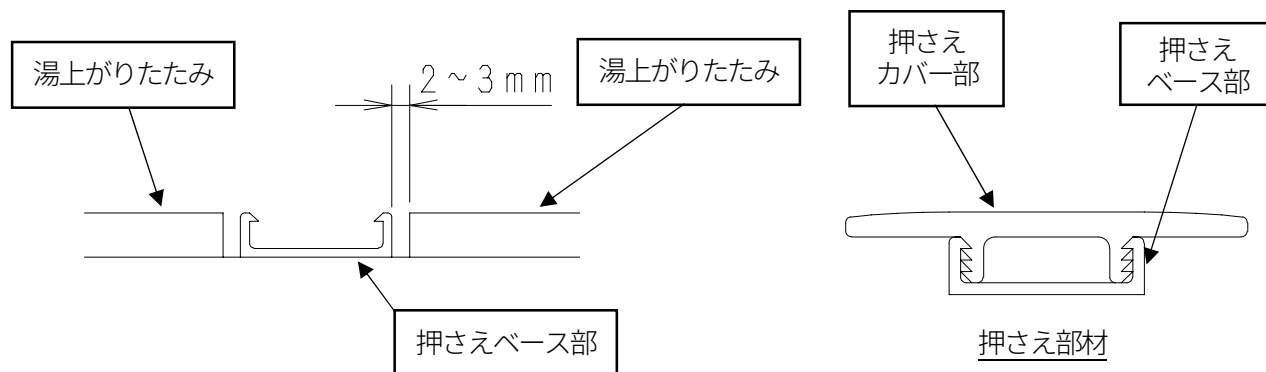 湯上がりたたみ
2~3mm
湯上がりたたみ
押さえベース部
押さえ
カバー部
押さえ
ベース部
押さえ部材